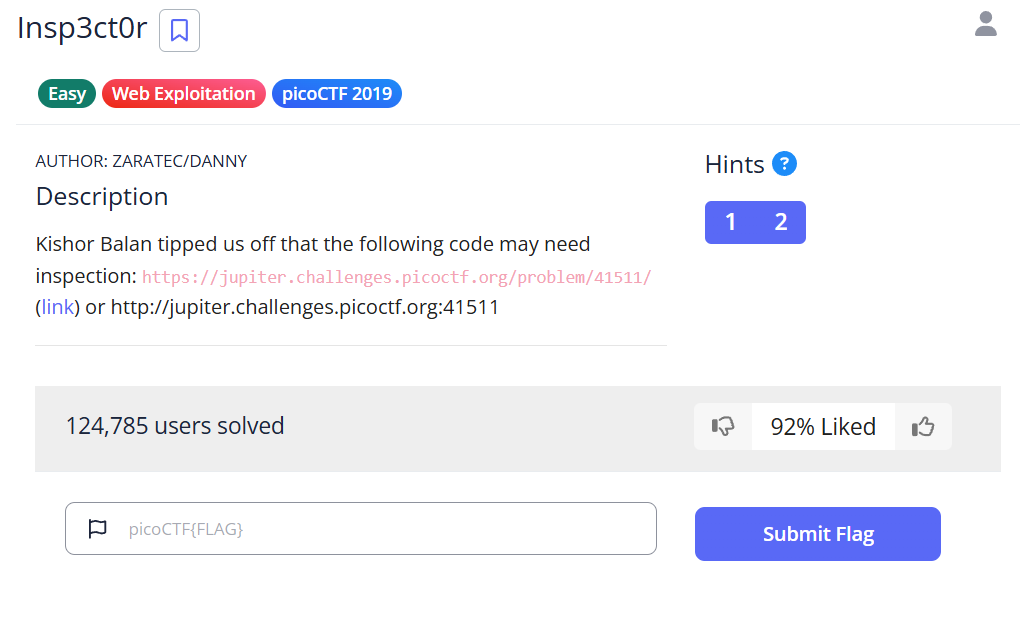 Insp3ct0r
Easy Web Exploitation picoCTF 2019
AUTHOR: ZARATEC/DANNY
Description
Kishor Balan tipped us off that the following code may need
inspection: https://jupiter.challenges.picoctf.org/problem/41511/
(link) or http://jupiter.challenges.picoctf.org:41511
Hints ?
1 2
124,785 users solved
92% Liked
picoCTF{FLAG}
Submit Flag